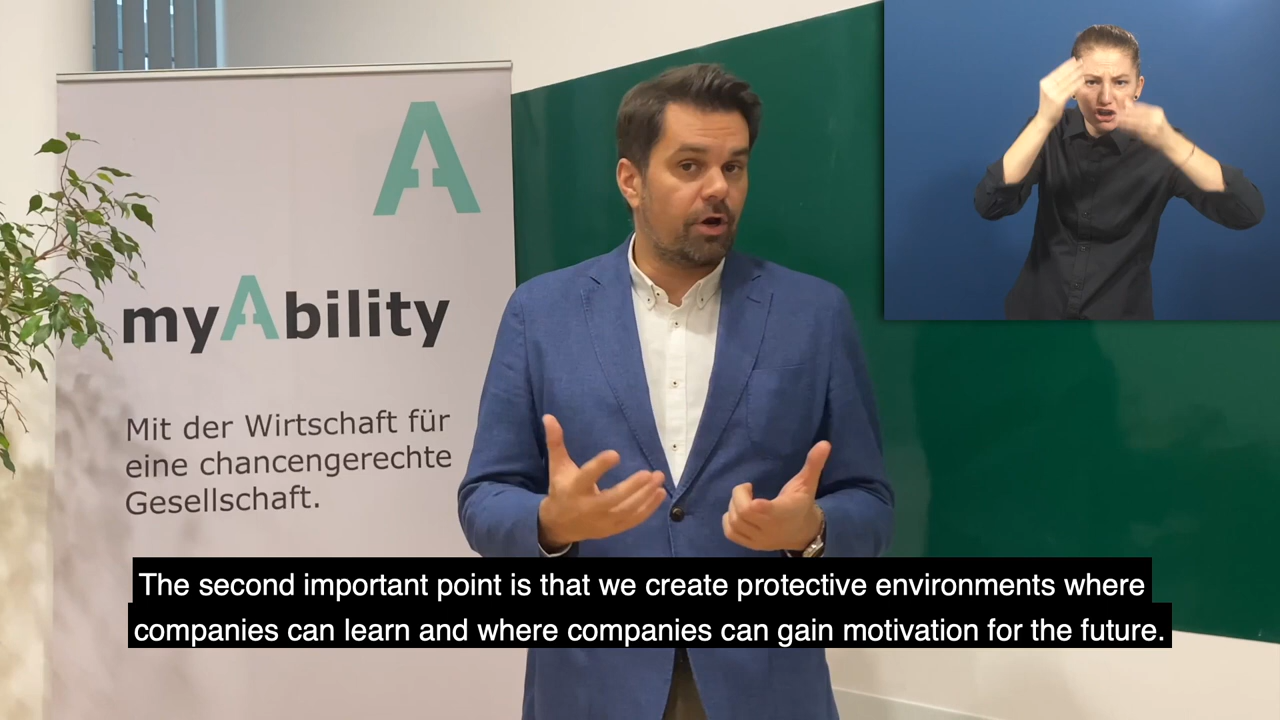 A
myAbility
Mit der Wirtschaft für
eine chancengerechte
Gesellschaft.
The second important point is that we create protective environments where
companies can learn and where companies can gain motivation for the future.